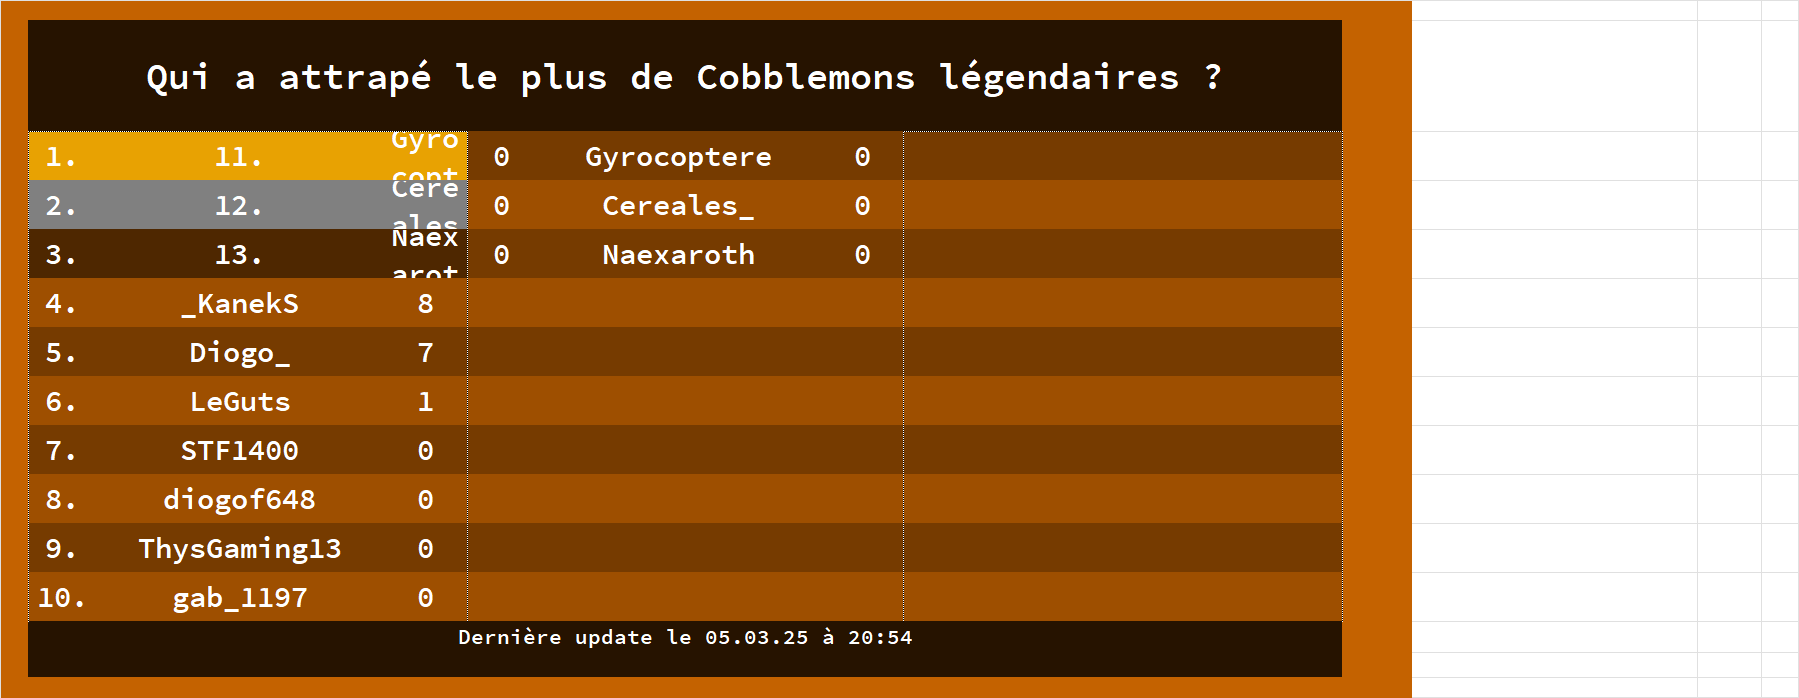 Qui a attrapé le plus de Cobblemons légendaires ?
1. 11. Gyro copt 0 Gyrocoptere 0
2. 12. Cere ales 0 Cereales_ 0
3. 13. Naex arot 0 Naexaroth 0
4. _KanekS 8
5. Diogo_ 7
6. LeGuts 1
7. STF1400 0
8. diogof648 0
9. ThysGaming13 0
10. gab_1197 0
Dernière update le 05.03.25 à 20:54